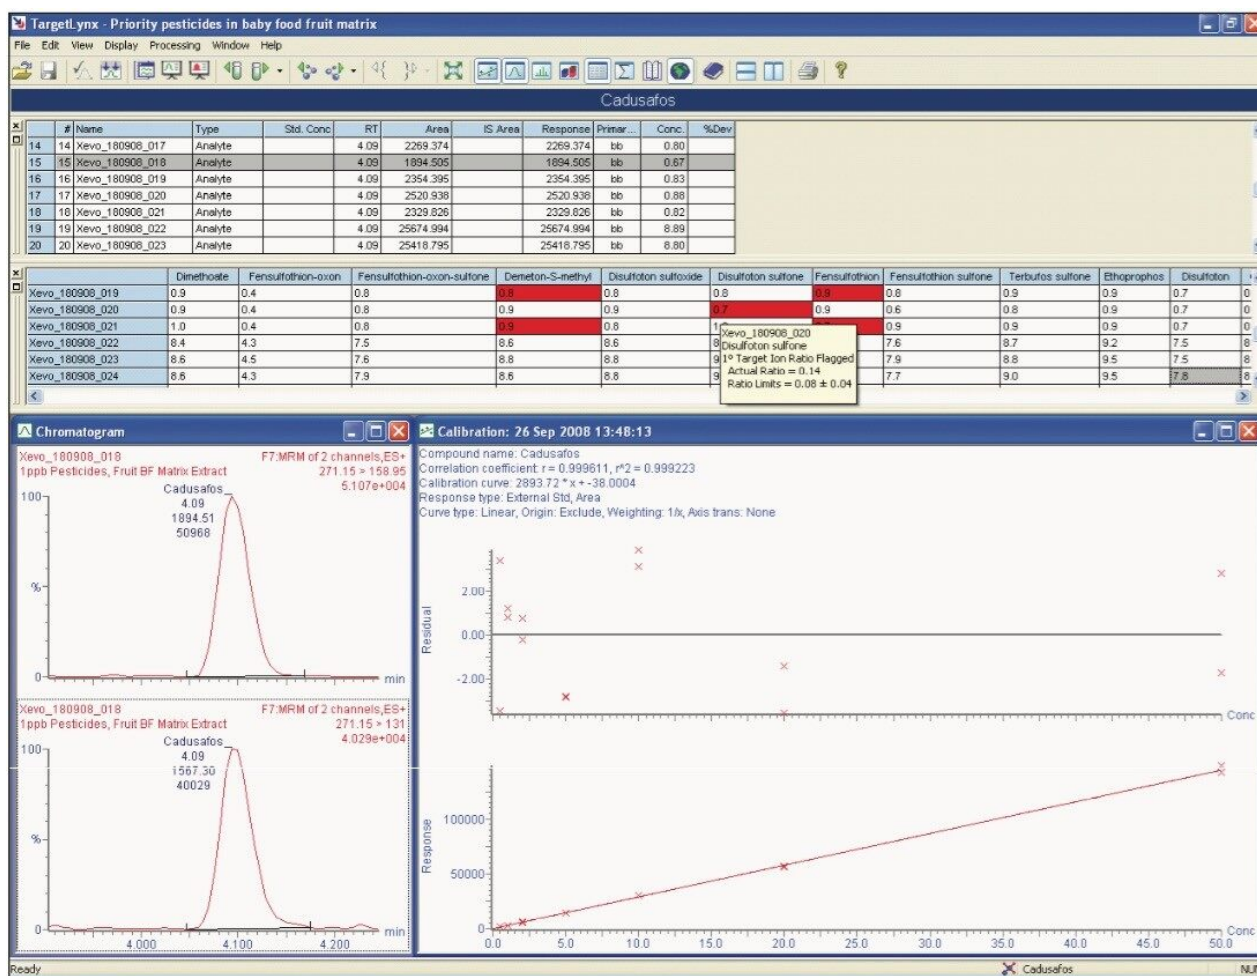 TargetLynx - Priority pesticides in baby food fruit matrix
File Edit View Display Processing Window Help
Cadusafos
# Name Type Std. Conc RT Area IS Area Response Primar... Conc. %Dev
14 14 Xevo_180908_017 Analyte 4.09 2269.374 2269.374 bb 0.80
15 15 Xevo_180908_018 Analyte 4.09 1894.505 1894.505 bb 0.67
16 16 Xevo_180908_019 Analyte 4.09 2354.395 2354.395 bb 0.83
17 17 Xevo_180908_020 Analyte 4.09 2520.938 2520.938 bb 0.88
18 18 Xevo_180908_021 Analyte 4.09 2329.826 2329.826 bb 0.82
19 19 Xevo_180908_022 Analyte 4.09 25674.994 25674.994 bb 8.89
20 20 Xevo_180908_023 Analyte 4.09 25418.795 25418.795 bb 8.80
Dimethoate Fensulfothion-oxon Fensulfothion-oxon-sulfone Demeton-S-methyl Disulfoton sulfoxide Disulfoton sulfone Fensulfothion Fensulfothion sulfone Terbufos sulfone Ethoprophos Disulfoton
Xevo_180908_019 0.9 0.4 0.8 0.8 0.8 0.8 0.9 0.8 0.9 0.9 0.7 0
Xevo_180908_020 0.9 0.4 0.8 0.9 0.9 0.7 0.9 0.6 0.8 0.9 0.7 0
Xevo_180908_021 1.0 0.4 0.8 0.9 0.8 0.9 0.9 0.9 0.7 0
Xevo_180908_022 8.4 4.3 7.5 8.6 8.6 7.6 8.7 9.2 7.5 8
Xevo_180908_023 8.6 4.5 7.6 8.8 8.8 9 7.9 8.8 9.5 7.5 8
Xevo_180908_024 8.6 4.3 7.9 8.6 8.8 9 7.7 9.0 9.5 7.8 8
Xevo_180908_020
Disulfoton sulfone
1º Target Ion Ratio Flagged
Actual Ratio = 0.14
Ratio Limits = 0.08 ± 0.04
Chromatogram
Xevo_180908_018 F7:MRM of 2 channels,ES+
1ppb Pesticides, Fruit BF Matrix Extract 271.15 > 158.95
5.107e+004
Cadusafos
4.09
1894.51
50968
100
%
0
min
Xevo_180908_018 F7:MRM of 2 channels,ES+
1ppb Pesticides, Fruit BF Matrix Extract 271.15 > 131
4.029e+004
Cadusafos
4.09
1567.30
40029
100
%
0
min
4.000 4.100 4.200
Calibration: 26 Sep 2008 13:48:13
Compound name: Cadusafos
Correlation coefficient: r = 0.999611, r^2 = 0.999223
Calibration curve: 2893.72 * x + -38.0004
Response type: External Std, Area
Curve type: Linear, Origin: Exclude, Weighting: 1/x, Axis trans: None
Residual
2.00
0.00
-2.00
Conc
Response
100000
50000
0
Conc
0.0 5.0 10.0 15.0 20.0 25.0 30.0 35.0 40.0 45.0 50.0
Ready Cadusafos NU